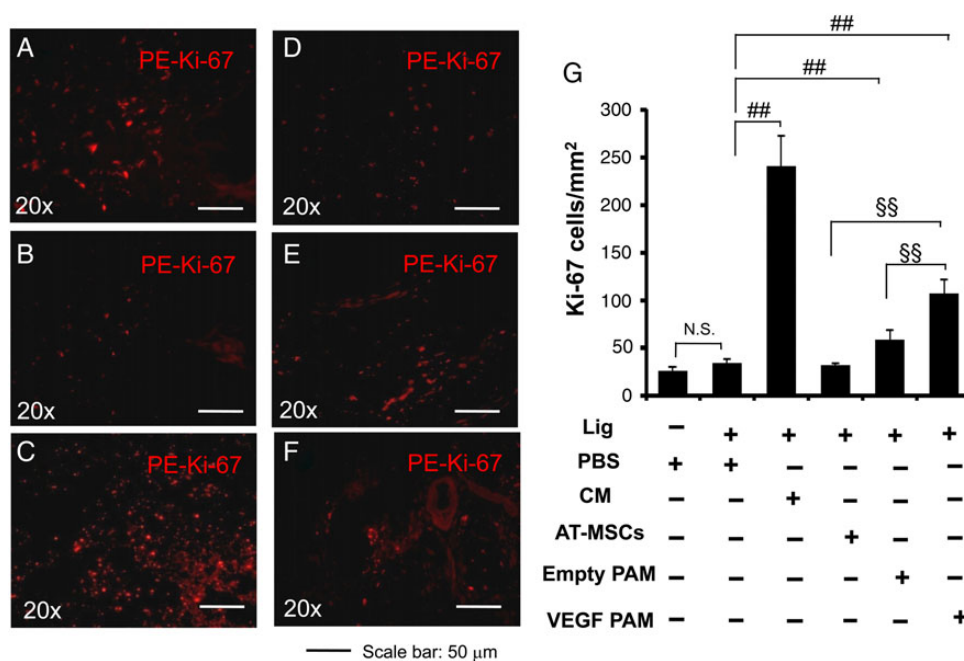 A
PE-Ki-67
20x
B
PE-Ki-67
20x
C
PE-Ki-67
20x
D
PE-Ki-67
20x
E
PE-Ki-67
20x
F
PE-Ki-67
20x
Scale bar: 50 μm
G
##
##
##
§§
§§
N.S.
Ki-67 cells/mm²
300
250
200
150
100
50
0
Lig – + + + + +
PBS + + – – – –
CM – – + – – –
AT-MSCs – – – + – –
Empty PAM – – – – + –
VEGF PAM – – – – – +